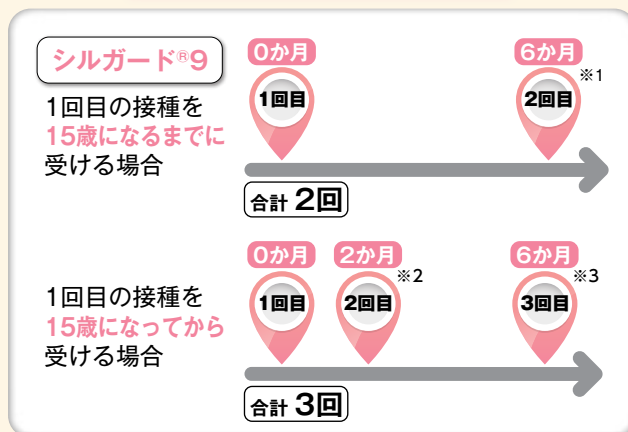 シルガード®9
1回目の接種を
15歳になるまでに
受ける場合
0か月
1回目
6か月
2回目
※1
合計 2回
1回目の接種を
15歳になってから
受ける場合
0か月
1回目
2か月
2回目
※2
6か月
3回目
※3
合計 3回